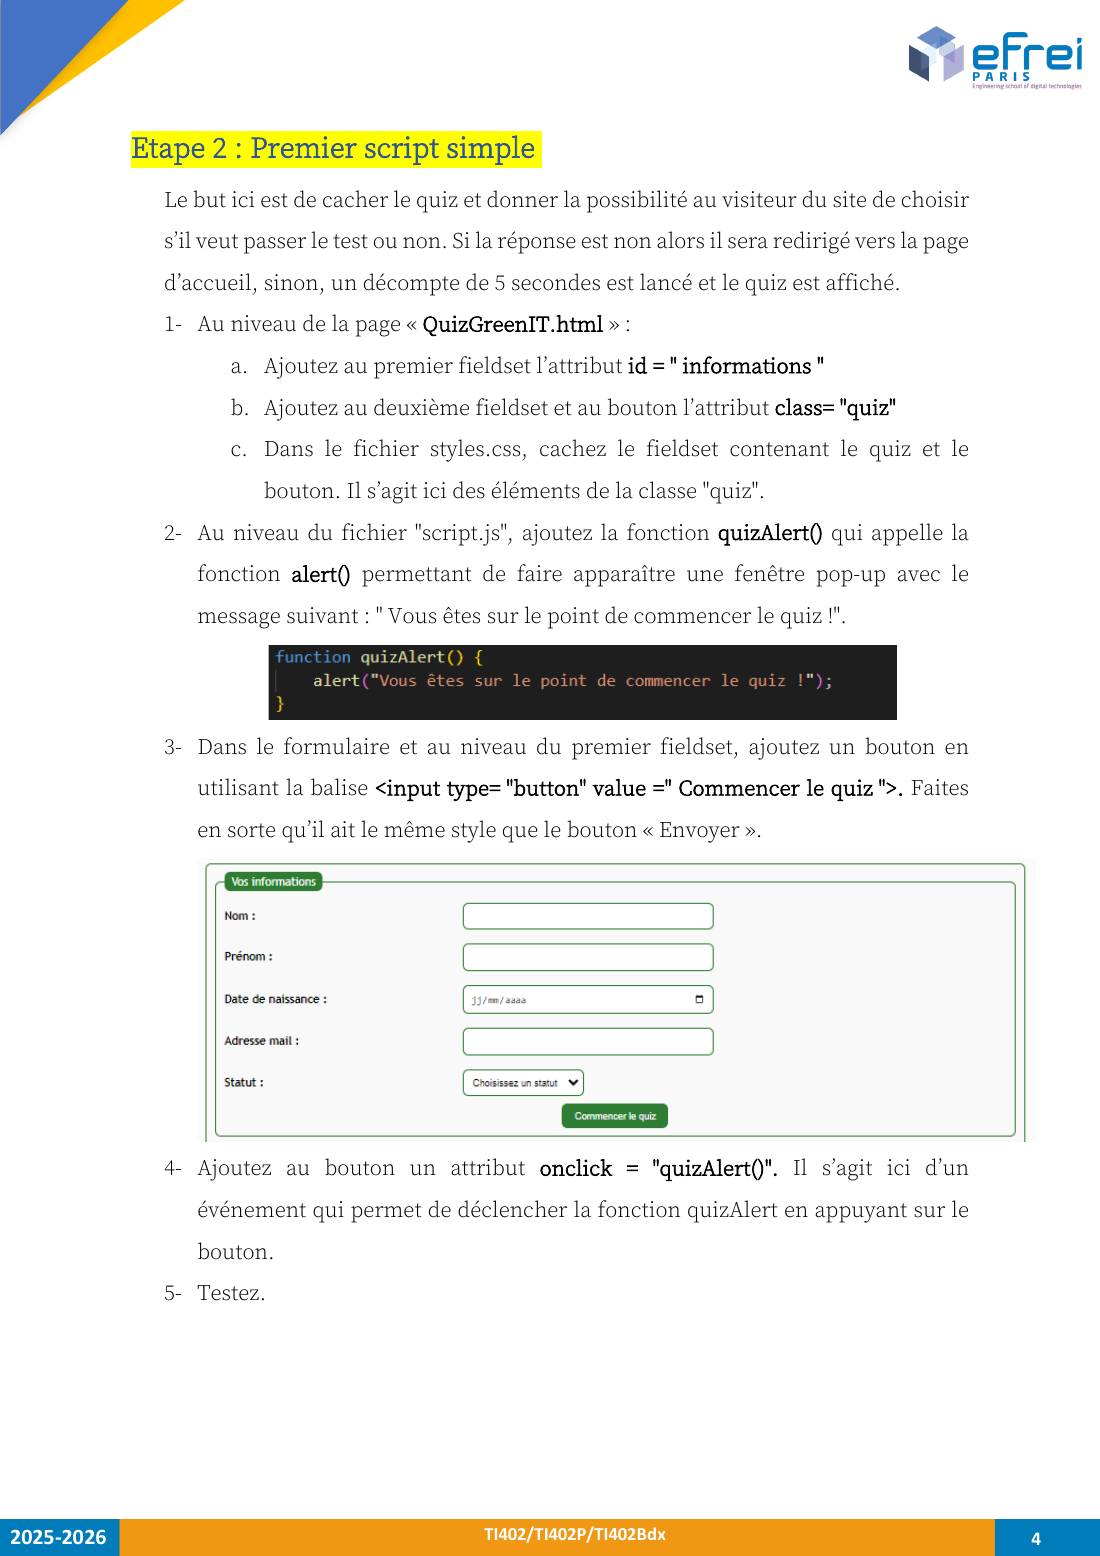 efrei
PARIS
Engineering school of digital technologies
Etape 2 : Premier script simple
Le but ici est de cacher le quiz et donner la possibilité au visiteur du site de choisir
s’il veut passer le test ou non. Si la réponse est non alors il sera redirigé vers la page
d’accueil, sinon, un décompte de 5 secondes est lancé et le quiz est affiché.
1- Au niveau de la page « QuizGreenIT.html » :
a. Ajoutez au premier fieldset l’attribut id = " informations "
b. Ajoutez au deuxième fieldset et au bouton l’attribut class= "quiz"
c. Dans le fichier styles.css, cachez le fieldset contenant le quiz et le
bouton. Il s’agit ici des éléments de la classe "quiz".
2- Au niveau du fichier "script.js", ajoutez la fonction quizAlert() qui appelle la
fonction alert() permettant de faire apparaître une fenêtre pop-up avec le
message suivant : " Vous êtes sur le point de commencer le quiz !".
function quizAlert() {
alert("Vous êtes sur le point de commencer le quiz !");
}
3- Dans le formulaire et au niveau du premier fieldset, ajoutez un bouton en
utilisant la balise <input type= "button" value =" Commencer le quiz ">. Faites
en sorte qu’il ait le même style que le bouton « Envoyer ».
Vos informations
Nom :
Prénom :
Date de naissance : jj/mm/aaaa
Adresse mail :
Statut : Choisissez un statut
Commencer le quiz
4- Ajoutez au bouton un attribut onclick = "quizAlert()". Il s’agit ici d’un
événement qui permet de déclencher la fonction quizAlert en appuyant sur le
bouton.
5- Testez.
2025-2026 TI402/TI402P/TI402Bdx 4